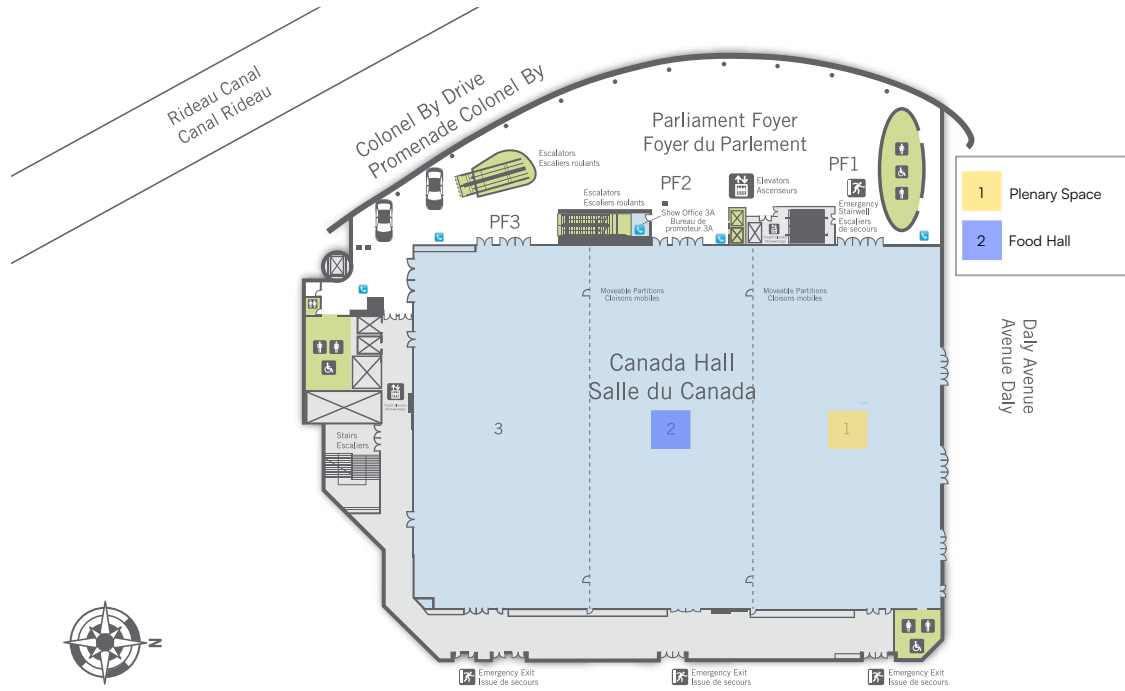 Rideau Canal
Canal Rideau
Colonel By Drive
Promenade Colonel By
Parliament Foyer
Foyer du Parlement
Escalators
Escaliers roulants
Escalators
Escaliers roulants
PF2
PF1
Elevators
Ascenseurs
Show Office 3A
Bureau de
promoteur 3A
Emergency
Stairwell
Escaliers
de secours
PF3
1 Plenary Space
2 Food Hall
Moveable Partitions
Cloisons mobiles
Moveable Partitions
Cloisons mobiles
Daly Avenue
Avenue Daly
Canada Hall
Salle du Canada
3
2
1
Stairs
Escaliers
N
Emergency Exit
Issue de secours
Emergency Exit
Issue de secours
Emergency Exit
Issue de secours